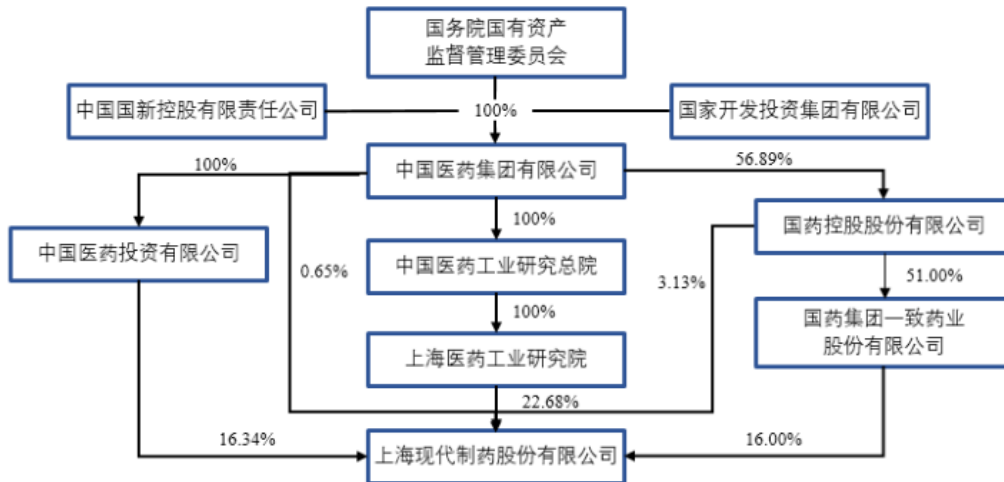 国务院国有资产
监督管理委员会
中国国新控股有限责任公司
100%
国家开发投资集团有限公司
中国医药集团有限公司
100%
56.89%
100%
中国医药投资有限公司
国药控股股份有限公司
0.65%
中国医药工业研究总院
3.13%
51.00%
100%
国药集团一致药业
股份有限公司
上海医药工业研究院
22.68%
16.34%
上海现代制药股份有限公司
16.00%